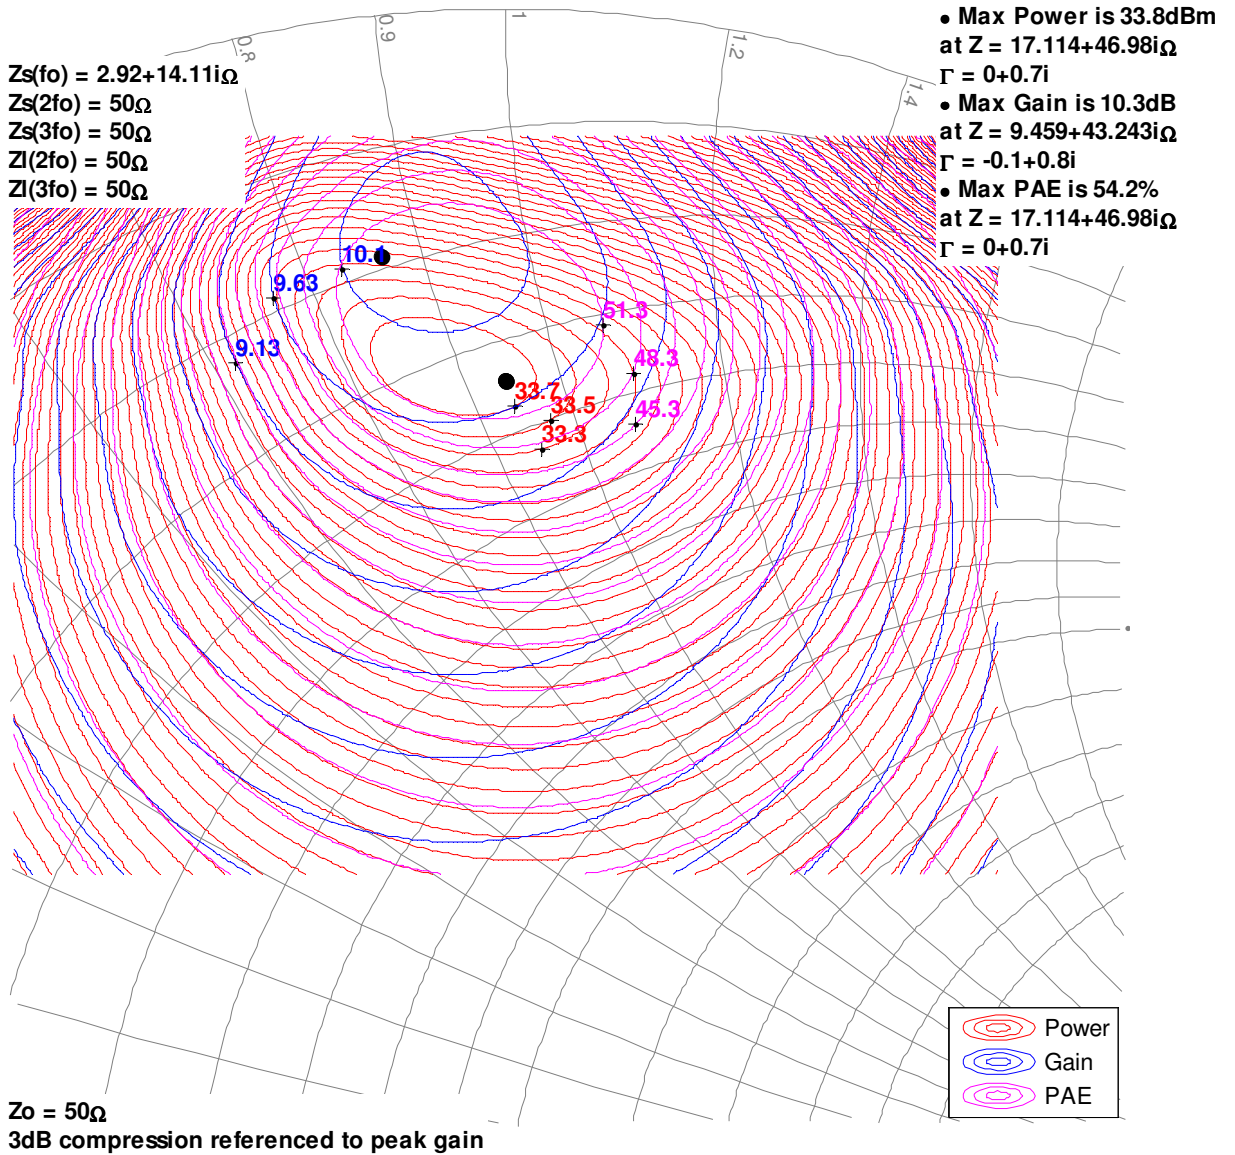 0.8
0.9
1
1.2
1.4
Zs(fo) = 2.92+14.11iΩ
Zs(2fo) = 50Ω
Zs(3fo) = 50Ω
Zl(2fo) = 50Ω
Zl(3fo) = 50Ω
• Max Power is 33.8dBm
at Z = 17.114+46.98iΩ
Γ = 0+0.7i
• Max Gain is 10.3dB
at Z = 9.459+43.243iΩ
Γ = -0.1+0.8i
• Max PAE is 54.2%
at Z = 17.114+46.98iΩ
Γ = 0+0.7i
10.1
9.63
9.13
51.3
48.3
45.3
33.7
33.5
33.3
Power
Gain
PAE
Zo = 50Ω
3dB compression referenced to peak gain